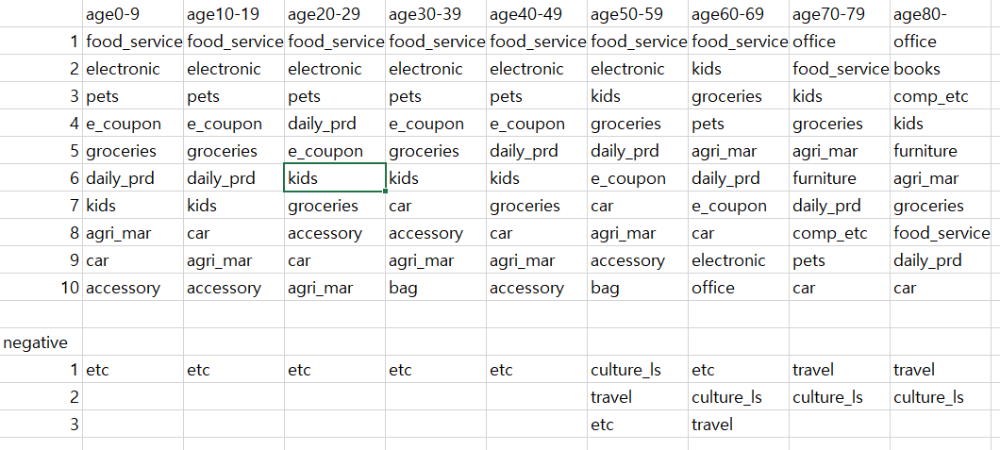 age0-9 age10-19 age20-29 age30-39 age40-49 age50-59 age60-69 age70-79 age80-
1 food_service food_service food_service food_service food_service food_service food_service office office
2 electronic electronic electronic electronic electronic electronic kids food_service books
3 pets pets pets pets pets kids groceries kids comp_etc
4 e_coupon e_coupon daily_prd e_coupon e_coupon groceries pets groceries kids
5 groceries groceries e_coupon groceries daily_prd daily_prd agri_mar agri_mar furniture
6 daily_prd daily_prd kids kids kids e_coupon daily_prd furniture agri_mar
7 kids kids groceries car groceries car e_coupon daily_prd groceries
8 agri_mar car accessory accessory car agri_mar car comp_etc food_service
9 car agri_mar car agri_mar agri_mar accessory electronic pets daily_prd
10 accessory accessory agri_mar bag accessory bag office car car
negative
1 etc etc etc etc etc culture_ls etc travel travel
2 travel culture_ls culture_ls culture_ls
3 etc travel